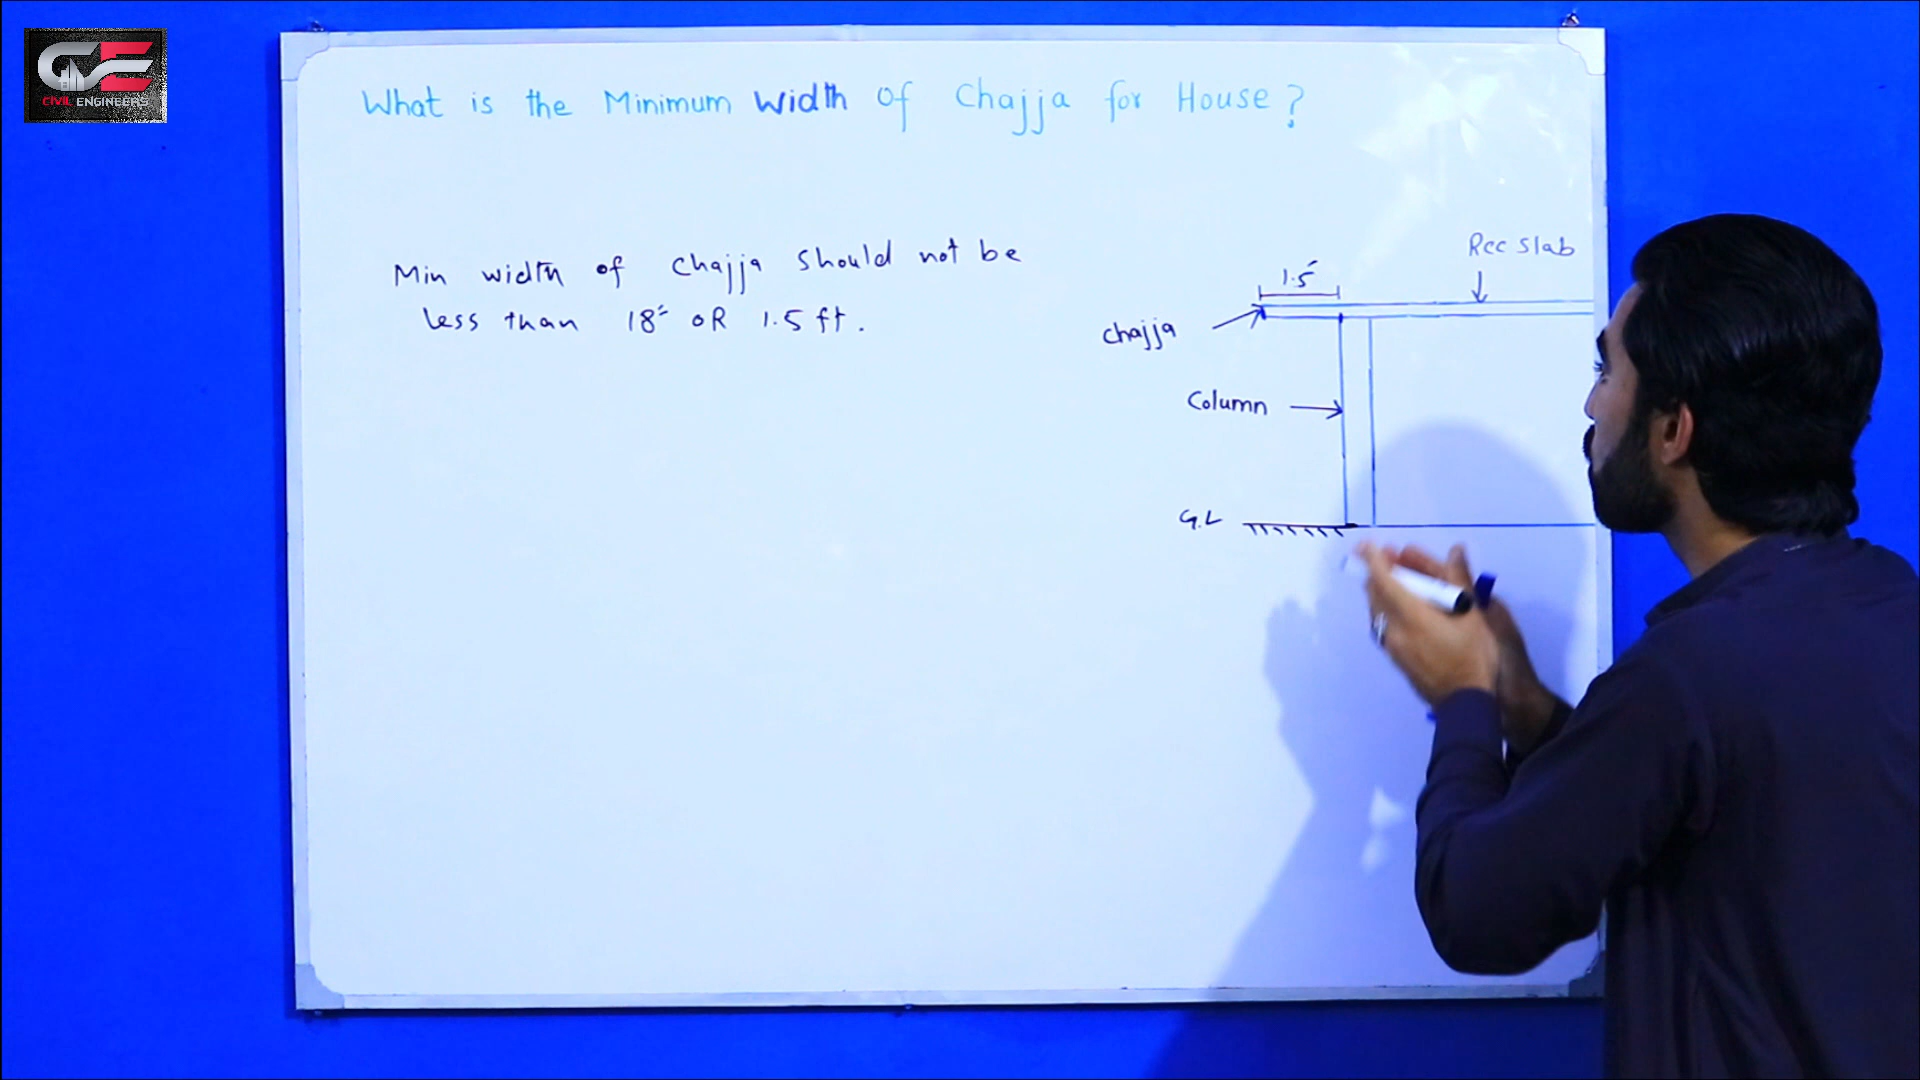 CIVIL ENGINEERS
What is the Minimum Width of Chajja for House?
Min width of Chajja Should not be
less than 18" OR 1.5 ft.
Rcc Slab
1.5'
Chajja
Column
G.L